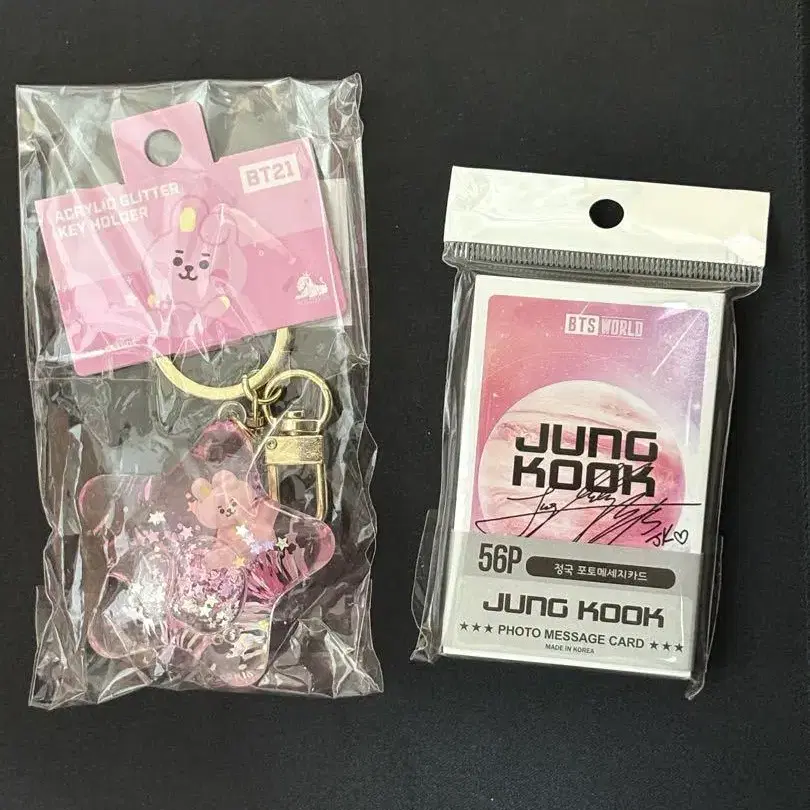 BT21
ACRYLIC GLITTER
KEY HOLDER
BTS WORLD
JUNG
KOOK
JK♡
56P
정국 포토메세지카드
JUNG KOOK
★★★ PHOTO MESSAGE CARD ★★★
MADE IN KOREA